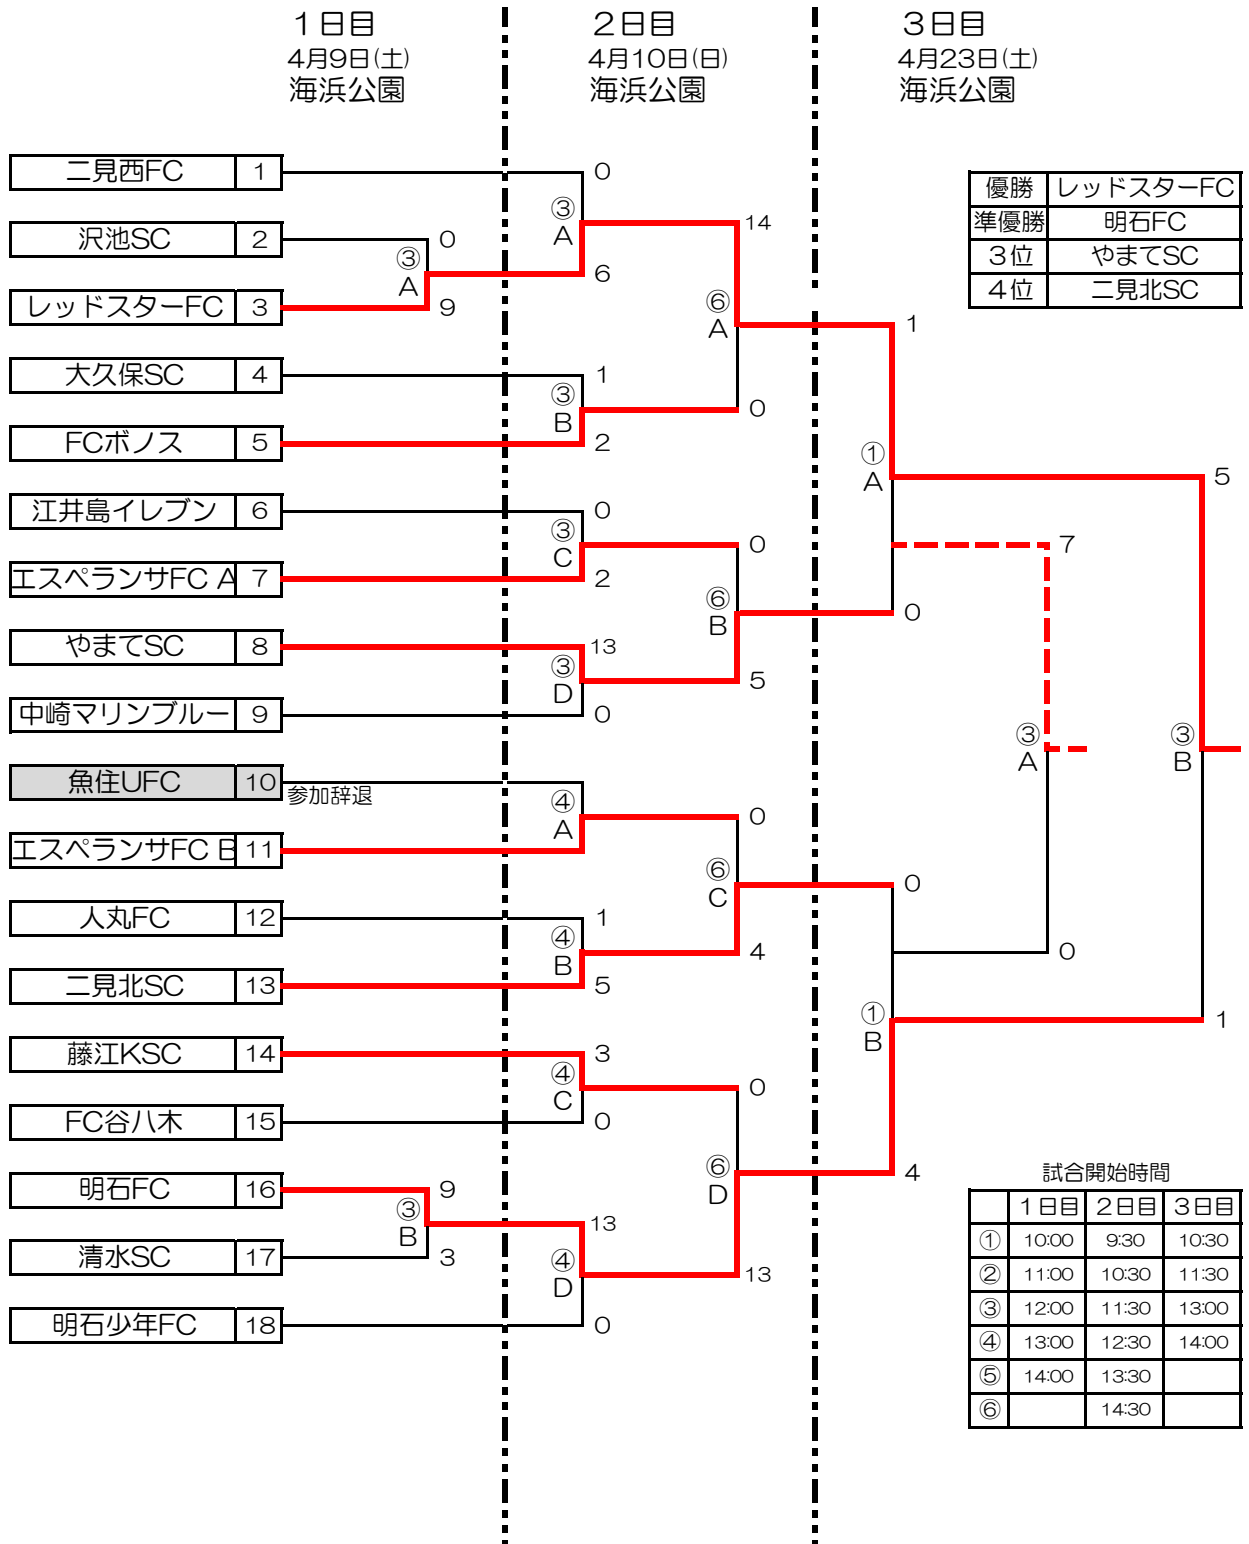 1日目 2日目 3日目
4月9日(土) 4月10日(日) 4月23日(土)
海浜公園 海浜公園 海浜公園
二見西FC 1 0
優勝 レッドスターFC
③
A 14
準優勝 明石FC
沢池SC 2 0
③
A 6
3位 やまてSC
レッドスターFC 3 9
⑥
A 1
4位 二見北SC
大久保SC 4 1
③
B 0
FCボノス 5 2
①
A 5
江井島イレブン 6 0
③
C 0 7
エスペランサFC A 7 2
⑥
B 0
やまてSC 8 13
③
D 5
中崎マリンブルー 9 0
③
A
③
B
魚住UFC 10 参加辞退
④
A 0
エスペランサFC B 11
⑥
C 0
人丸FC 12 1
④
B 4 0
二見北SC 13 5
①
B 1
藤江KSC 14 3
④
C 0
FC谷八木 15 0
⑥
D 4
明石FC 16 9
③
B 13
清水SC 17 3
④
D 13
明石少年FC 18 0
試合開始時間
1日目 2日目 3日目
① 10:00 9:30 10:30
② 11:00 10:30 11:30
③ 12:00 11:30 13:00
④ 13:00 12:30 14:00
⑤ 14:00 13:30
⑥ 14:30